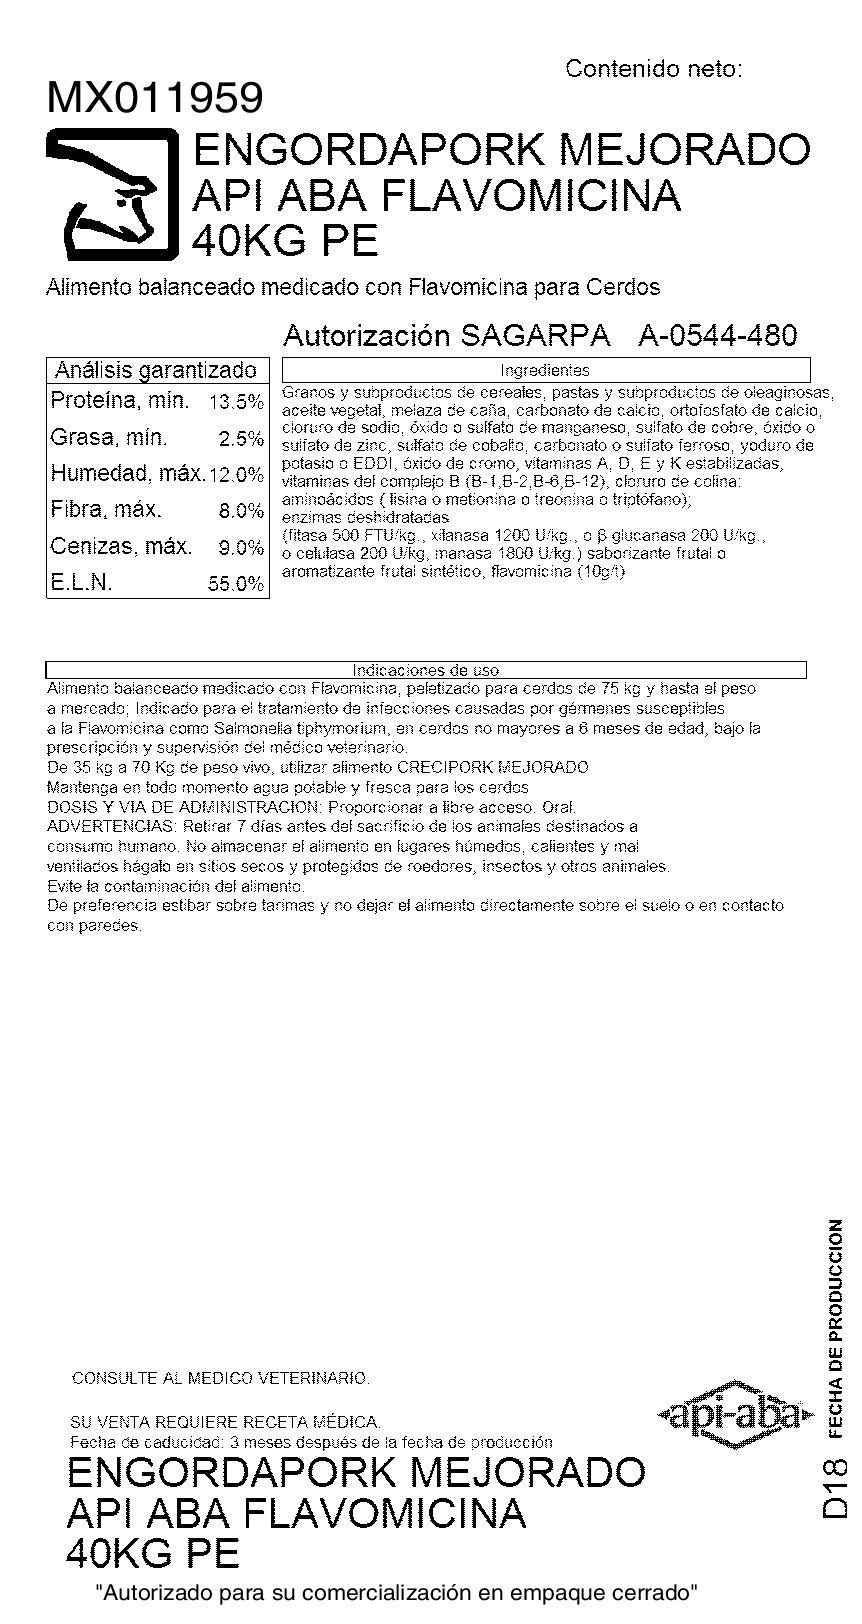 Contenido neto:
MX011959
ENGORDAPORK MEJORADO
API ABA FLAVOMICINA
40KG PE
Alimento balanceado medicado con Flavomicina para Cerdos
Autorización SAGARPA A-0544-480
Análisis garantizado
Proteína, mín. 13.5%
Grasa, mín. 2.5%
Humedad, máx. 12.0%
Fibra, máx. 8.0%
Cenizas, máx. 9.0%
E.L.N. 55.0%
Ingredientes
Granos y subproductos de cereales, pastas y subproductos de oleaginosas,
aceite vegetal, melaza de caña, carbonato de calcio, ortofosfato de calcio,
cloruro de sodio, óxido o sulfato de manganeso, sulfato de cobre, óxido o
sulfato de zinc, sulfato de cobalto, carbonato o sulfato ferroso, yoduro de
potasio o EDDI, óxido de cromo, vitaminas A, D, E y K estabilizadas,
vitaminas del complejo B (B-1,B-2,B-6,B-12), cloruro de colina:
aminoácidos ( lisina o metionina o treonina o triptófano);
enzimas deshidratadas
(fitasa 500 FTU/kg., xilanasa 1200 U/kg., o β glucanasa 200 U/kg.,
o celulasa 200 U/kg, manasa 1800 U/kg.) saborizante frutal o
aromatizante frutal sintético, flavomicina (10g/t)
Indicaciones de uso
Alimento balanceado medicado con Flavomicina, peletizado para cerdos de 75 kg y hasta el peso
a mercado; Indicado para el tratamiento de infecciones causadas por gérmenes susceptibles
a la Flavomicina como Salmonella tiphymorium, en cerdos no mayores a 6 meses de edad, bajo la
prescripción y supervisión del médico veterinario.
De 35 kg a 70 Kg de peso vivo, utilizar alimento CRECIPORK MEJORADO
Mantenga en todo momento agua potable y fresca para los cerdos
DOSIS Y VIA DE ADMINISTRACION: Proporcionar a libre acceso. Oral.
ADVERTENCIAS: Retirar 7 días antes del sacrificio de los animales destinados a
consumo humano. No almacenar el alimento en lugares húmedos, calientes y mal
ventilados hágalo en sitios secos y protegidos de roedores, insectos y otros animales.
Evite la contaminación del alimento.
De preferencia estibar sobre tarimas y no dejar el alimento directamente sobre el suelo o en contacto
con paredes.
FECHA DE PRODUCCION
D18
CONSULTE AL MEDICO VETERINARIO.
api-aba
SU VENTA REQUIERE RECETA MÉDICA.
Fecha de caducidad: 3 meses después de la fecha de producción
ENGORDAPORK MEJORADO
API ABA FLAVOMICINA
40KG PE
"Autorizado para su comercialización en empaque cerrado"